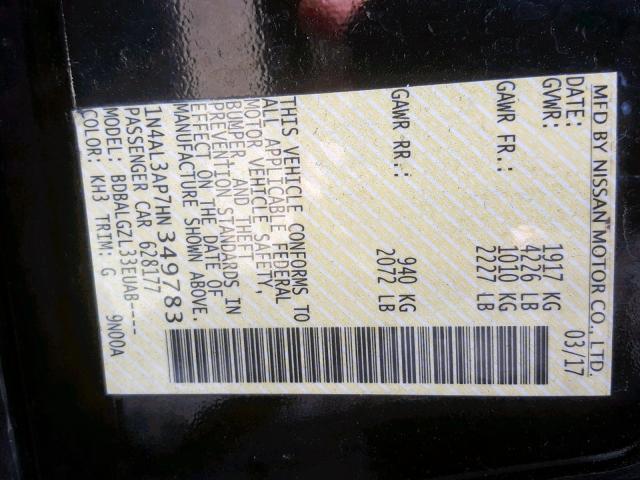 MFD BY NISSAN MOTOR CO., LTD.
DATE: 03/17
GVWR: 1917 KG
4226 LB
GAWR FR.: 1010 KG
2227 LB
GAWR RR.: 940 KG
2072 LB
THIS VEHICLE CONFORMS TO
ALL APPLICABLE FEDERAL
MOTOR VEHICLE SAFETY,
BUMPER, AND THEFT
PREVENTION STANDARDS IN
EFFECT ON THE DATE OF
MANUFACTURE SHOWN ABOVE.
1N4AL3AP7HN349783
PASSENGER CAR 628177
MODEL: BDBALGZL33EUAB----
COLOR: KH3 TRIM: G 9N00A